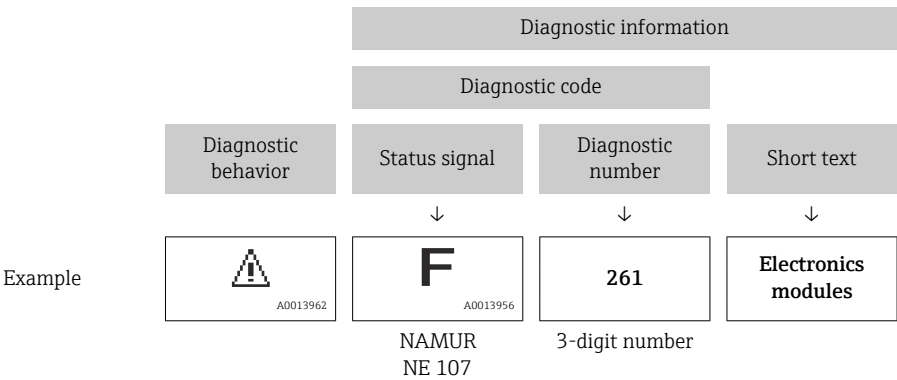 Diagnostic information
Diagnostic code
Diagnostic
behavior
Status signal
Diagnostic
number
Short text
↓
↓
↓
Example
A0013962
F
A0013956
261
Electronics
modules
NAMUR
NE 107
3-digit number